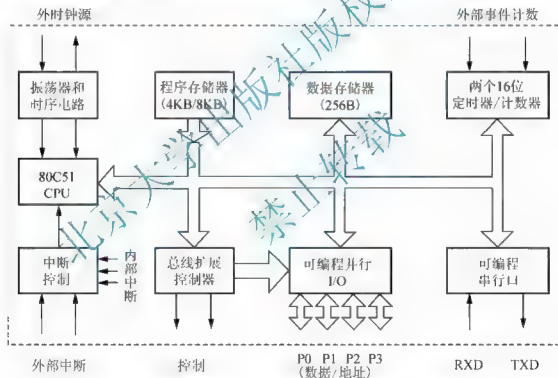 外时钟源
外部事件计数
振荡器和
时序电路
程序存储器
(4KB/8KB)
数据存储器
(256B)
两个16位
定时器/计数器
80C51
CPU
中断
控制
内部中断
总线扩展
控制器
可编程并行
I/O
可编程
串行口
外部中断
控制
P0 P1 P2 P3
(数据/地址)
RXD TXD
北京大学出版社版权
禁止转载